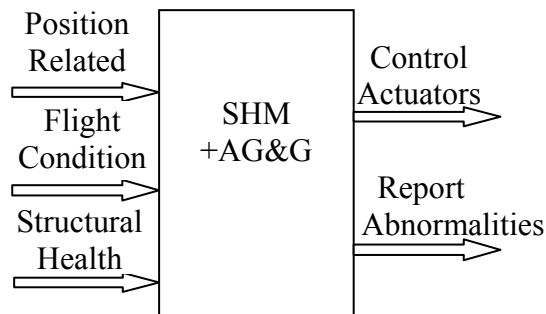 Position
Related
Flight
Condition
Structural
Health
SHM
+AG&G
Control
Actuators
Report
Abnormalities